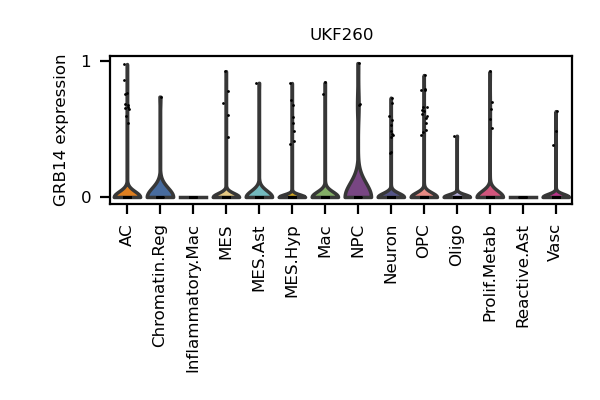 UKF260
GRB14 expression
1
0
AC
Chromatin.Reg
Inflammatory.Mac
MES
MES.Ast
MES.Hyp
Mac
NPC
Neuron
OPC
Oligo
Prolif.Metab
Reactive.Ast
Vasc